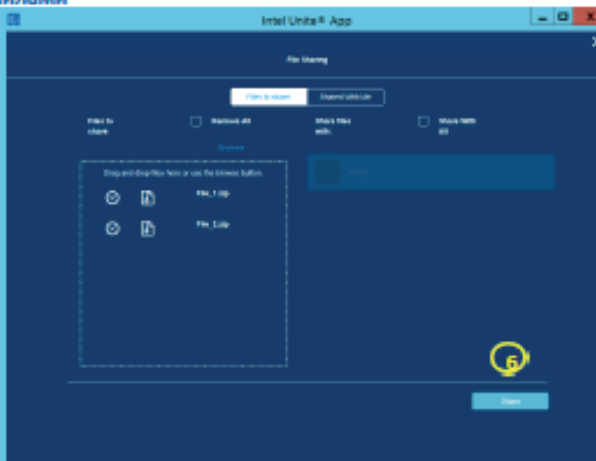 Intel Unite® App
File Sharing
Files to share
Shared With Me
Files to
share:
Remove All
Share files
with:
Share With
All
Browse
Drag and drop files here or use the browse button
File_1.zip
File_2.zip
6
Share